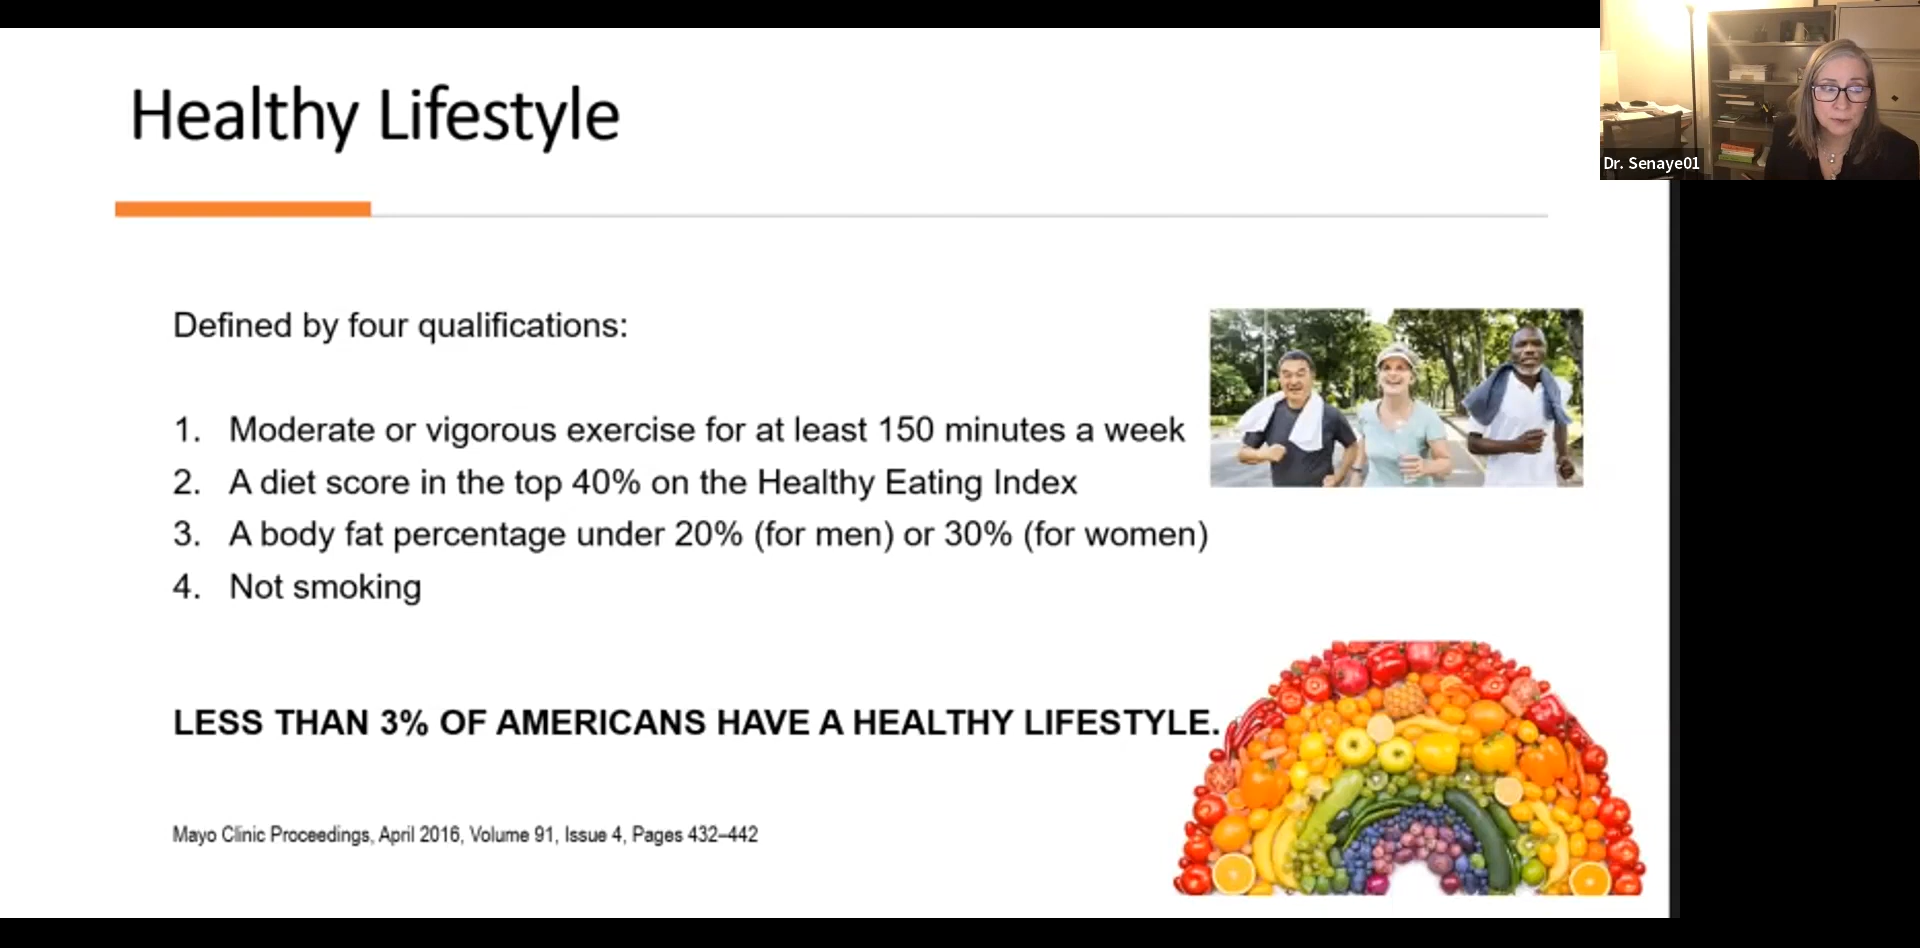 Healthy Lifestyle
Dr. Senaye01
Defined by four qualifications:
1. Moderate or vigorous exercise for at least 150 minutes a week
2. A diet score in the top 40% on the Healthy Eating Index
3. A body fat percentage under 20% (for men) or 30% (for women)
4. Not smoking
LESS THAN 3% OF AMERICANS HAVE A HEALTHY LIFESTYLE.
Mayo Clinic Proceedings, April 2016, Volume 91, Issue 4, Pages 432–442